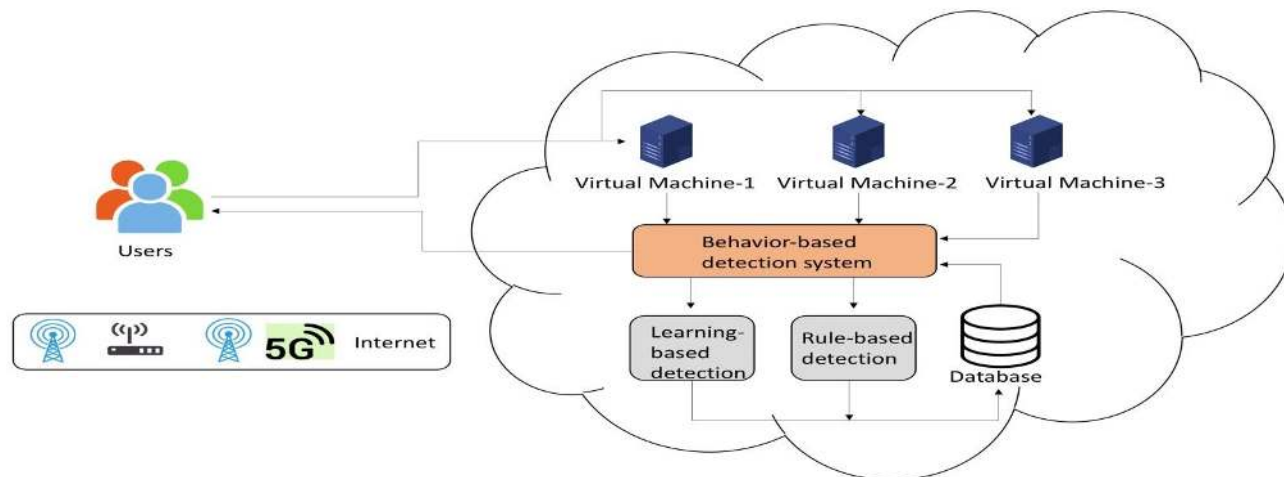 Virtual Machine-1
Virtual Machine-2
Virtual Machine-3
Users
Behavior-based
detection system
5G
Internet
Learning-
based
detection
Rule-based
detection
Database